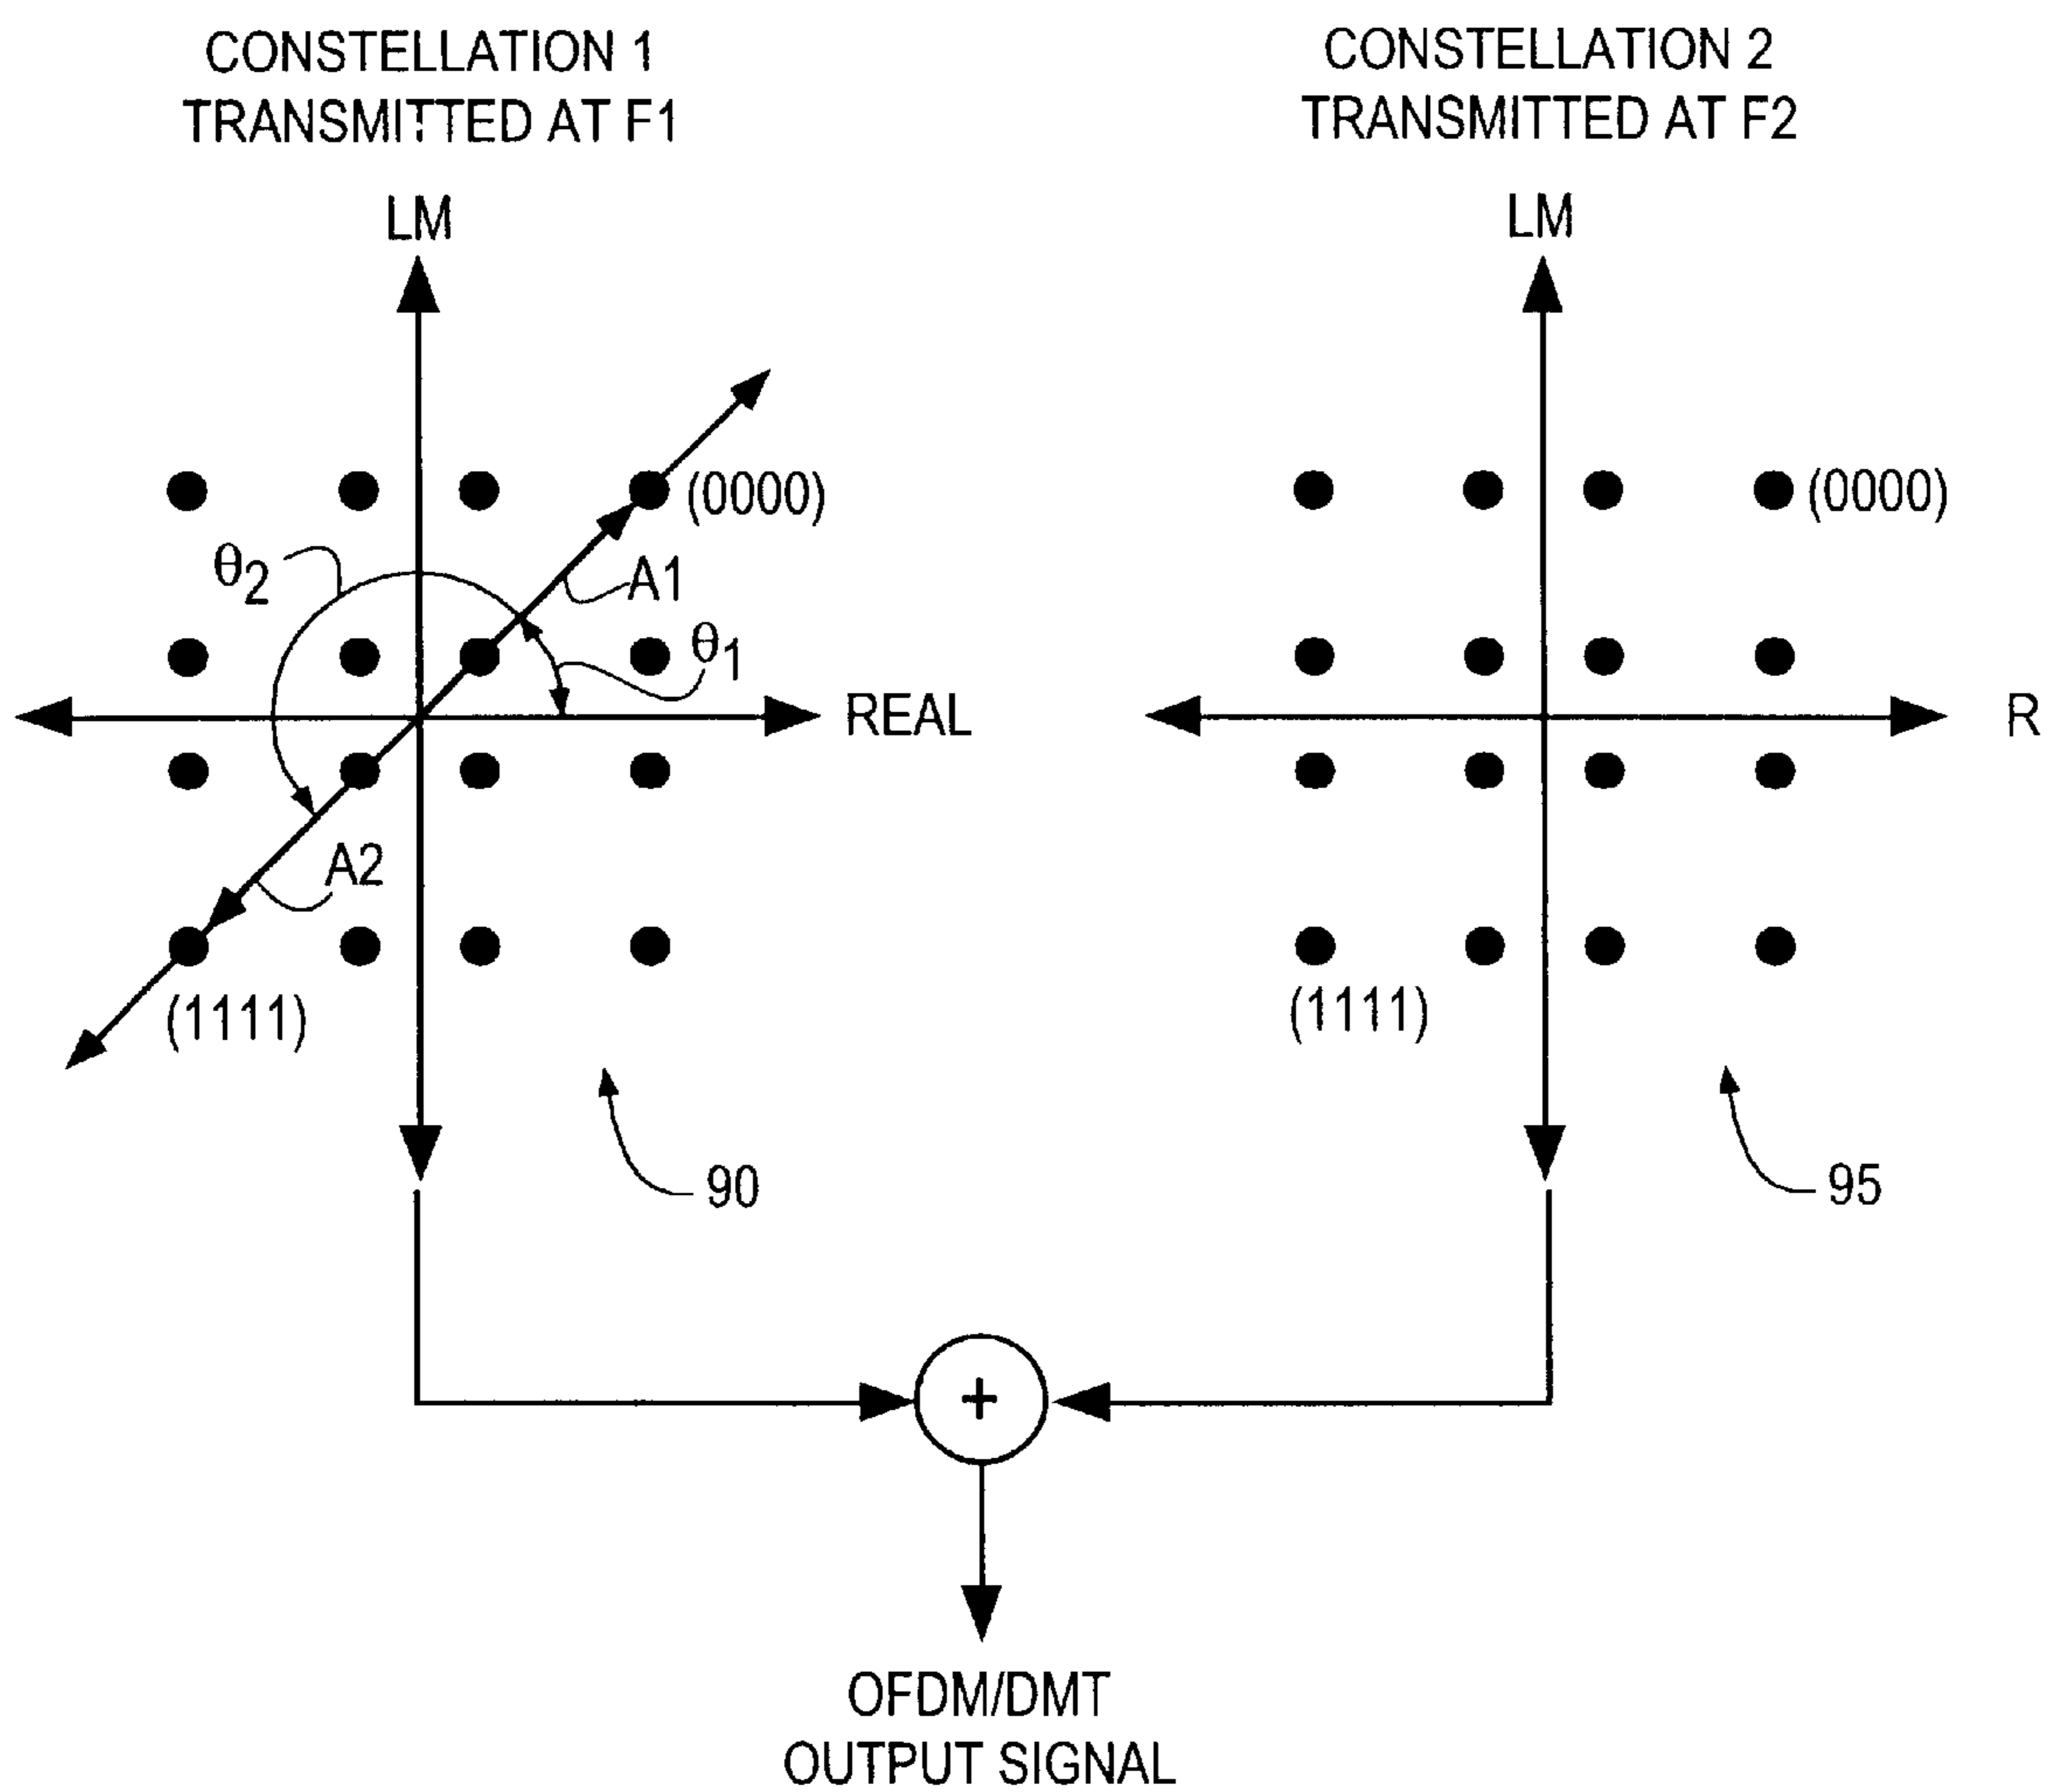 CONSTELLATION 1
TRANSMITTED AT F1
CONSTELLATION 2
TRANSMITTED AT F2
LM
LM
(0000)
(0000)
θ2
A1
θ1
REAL
R
A2
(1111)
(1111)
90
95
+
OFDM/DMT
OUTPUT SIGNAL